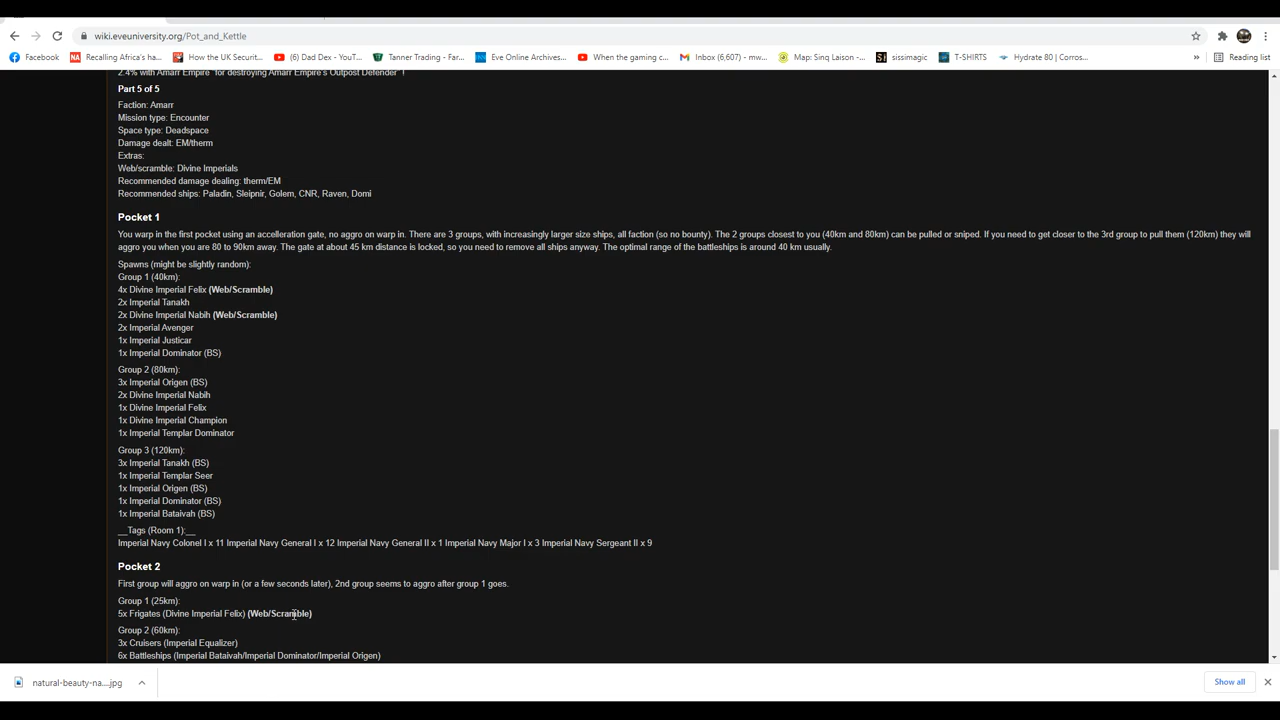 wiki.eveuniversity.org/Pot_and_Kettle
Facebook
Recalling Africa's ha...
How the UK Securit...
(6) Dad Dex - YouT...
Tanner Trading - Far...
Eve Online Archives...
When the gaming c...
Inbox (6,607) - mw...
Map: Sinq Laison -...
sissimagic
T-SHIRTS
Hydrate 80 | Corros...
»
Reading list
2.4% with Amarr Empire "for destroying Amarr Empire's Outpost Defender" !
Part 5 of 5
Faction: Amarr
Mission type: Encounter
Space type: Deadspace
Damage dealt: EM/therm
Extras:
Web/scramble: Divine Imperials
Recommended damage dealing: therm/EM
Recommended ships: Paladin, Sleipnir, Golem, CNR, Raven, Domi
Pocket 1
You warp in the first pocket using an accelleration gate, no aggro on warp in. There are 3 groups, with increasingly larger size ships, all faction (so no bounty). The 2 groups closest to you (40km and 80km) can be pulled or sniped. If you need to get closer to the 3rd group to pull them (120km) they will
aggro you when you are 80 to 90km away. The gate at about 45 km distance is locked, so you need to remove all ships anyway. The optimal range of the battleships is around 40 km usually.
Spawns (might be slightly random):
Group 1 (40km):
4x Divine Imperial Felix (Web/Scramble)
2x Imperial Tanakh
2x Divine Imperial Nabih (Web/Scramble)
2x Imperial Avenger
1x Imperial Justicar
1x Imperial Dominator (BS)
Group 2 (80km):
3x Imperial Origen (BS)
2x Divine Imperial Nabih
1x Divine Imperial Felix
1x Divine Imperial Champion
1x Imperial Templar Dominator
Group 3 (120km):
3x Imperial Tanakh (BS)
1x Imperial Templar Seer
1x Imperial Origen (BS)
1x Imperial Dominator (BS)
1x Imperial Bataivah (BS)
__Tags (Room 1):__
Imperial Navy Colonel I x 11 Imperial Navy General I x 12 Imperial Navy General II x 1 Imperial Navy Major I x 3 Imperial Navy Sergeant II x 9
Pocket 2
First group will aggro on warp in (or a few seconds later), 2nd group seems to aggro after group 1 goes.
Group 1 (25km):
5x Frigates (Divine Imperial Felix) (Web/Scramble)
Group 2 (60km):
3x Cruisers (Imperial Equalizer)
6x Battleships (Imperial Bataivah/Imperial Dominator/Imperial Origen)
natural-beauty-na....jpg
Show all